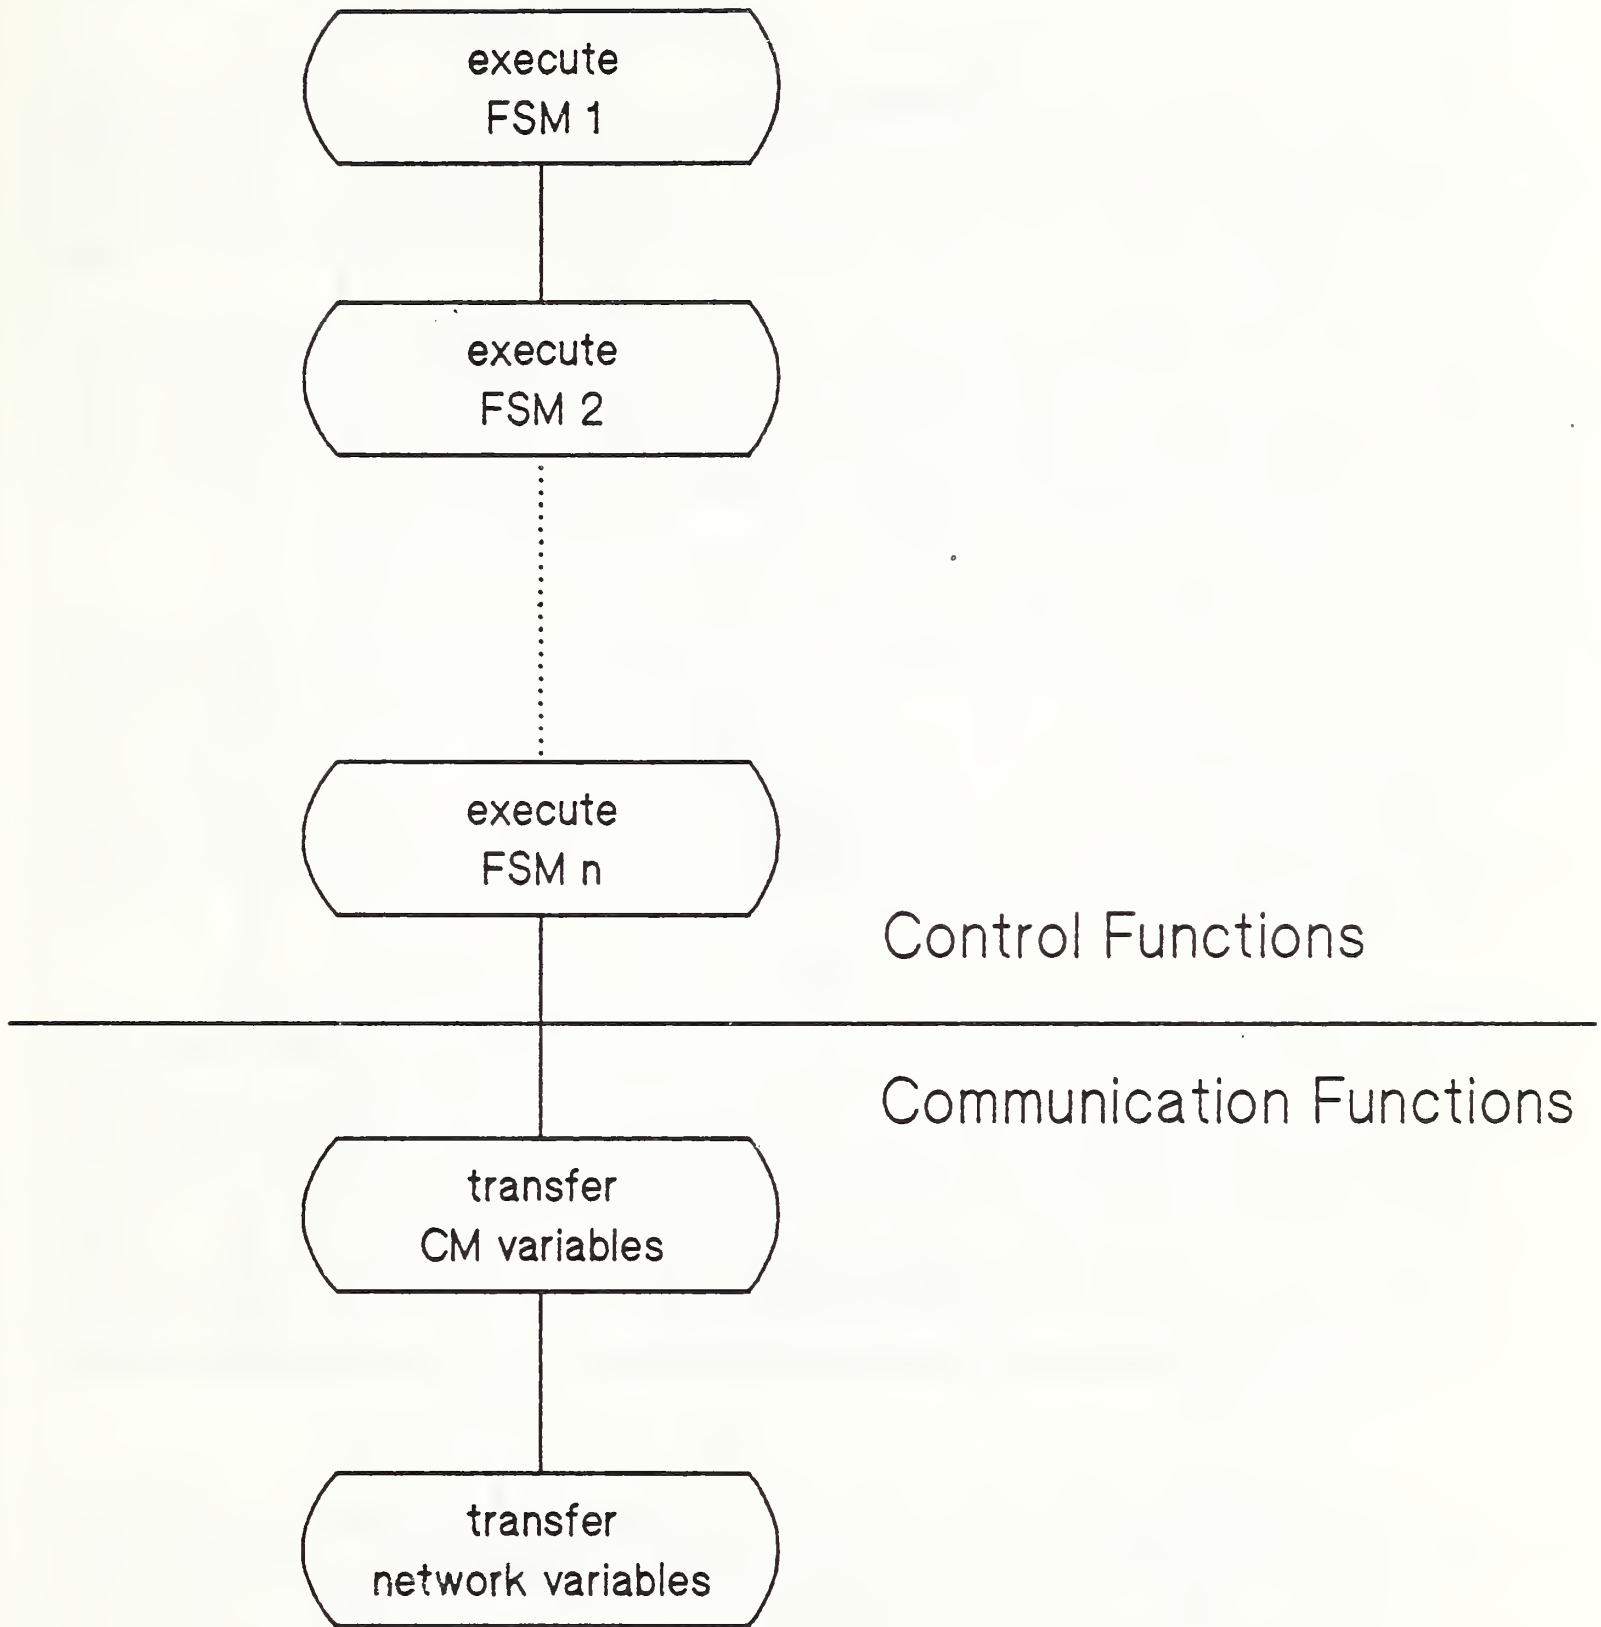 execute
FSM 1
execute
FSM 2
execute
FSM n
Control Functions
Communication Functions
transfer
CM variables
transfer
network variables